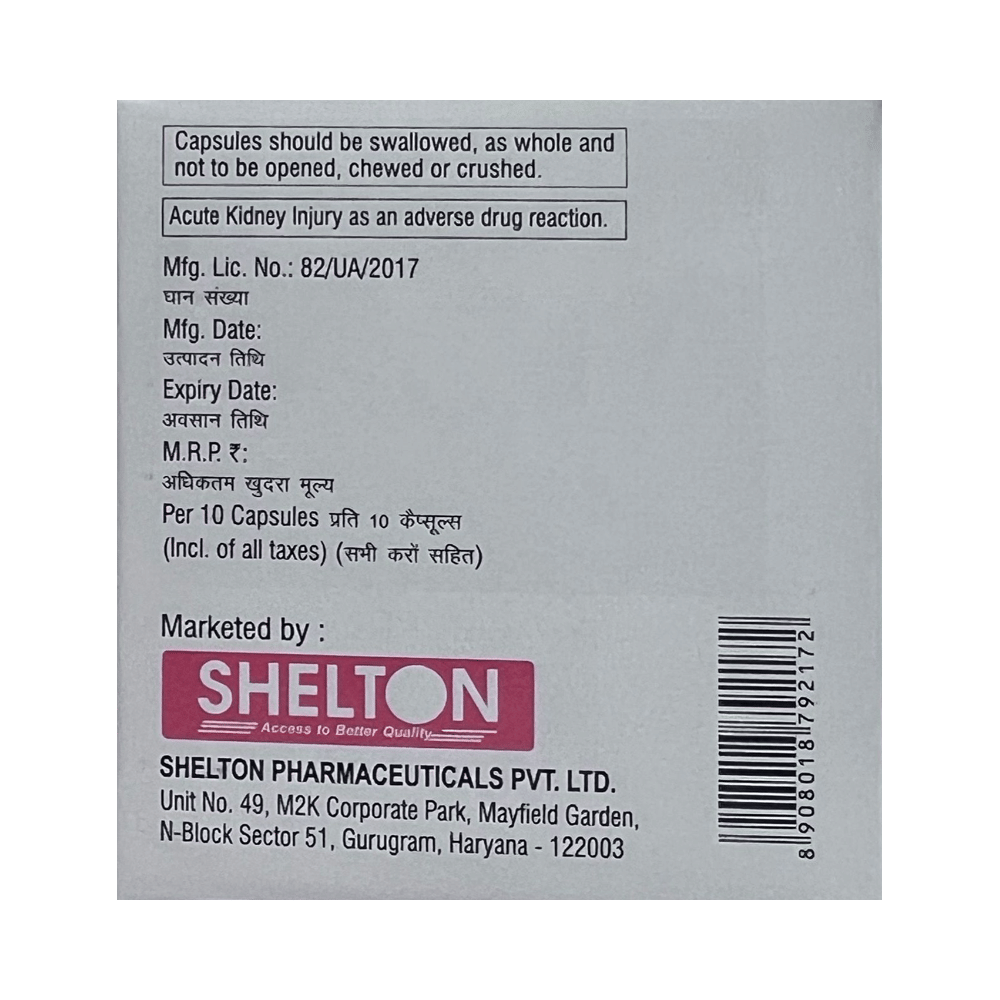 Capsules should be swallowed, as whole and
not to be opened, chewed or crushed.
Acute Kidney Injury as an adverse drug reaction.
Mfg. Lic. No.: 82/UA/2017
घान संख्या
Mfg. Date:
उत्पादन तिथि
Expiry Date:
अवसान तिथि
M.R.P. ₹:
अधिकतम खुदरा मूल्य
Per 10 Capsules प्रति 10 कैप्सूल्स
(Incl. of all taxes) (सभी करों सहित)
Marketed by :
SHELTON
Access to Better Quality
SHELTON PHARMACEUTICALS PVT. LTD.
Unit No. 49, M2K Corporate Park, Mayfield Garden,
N-Block Sector 51, Gurugram, Haryana - 122003
8908018792172